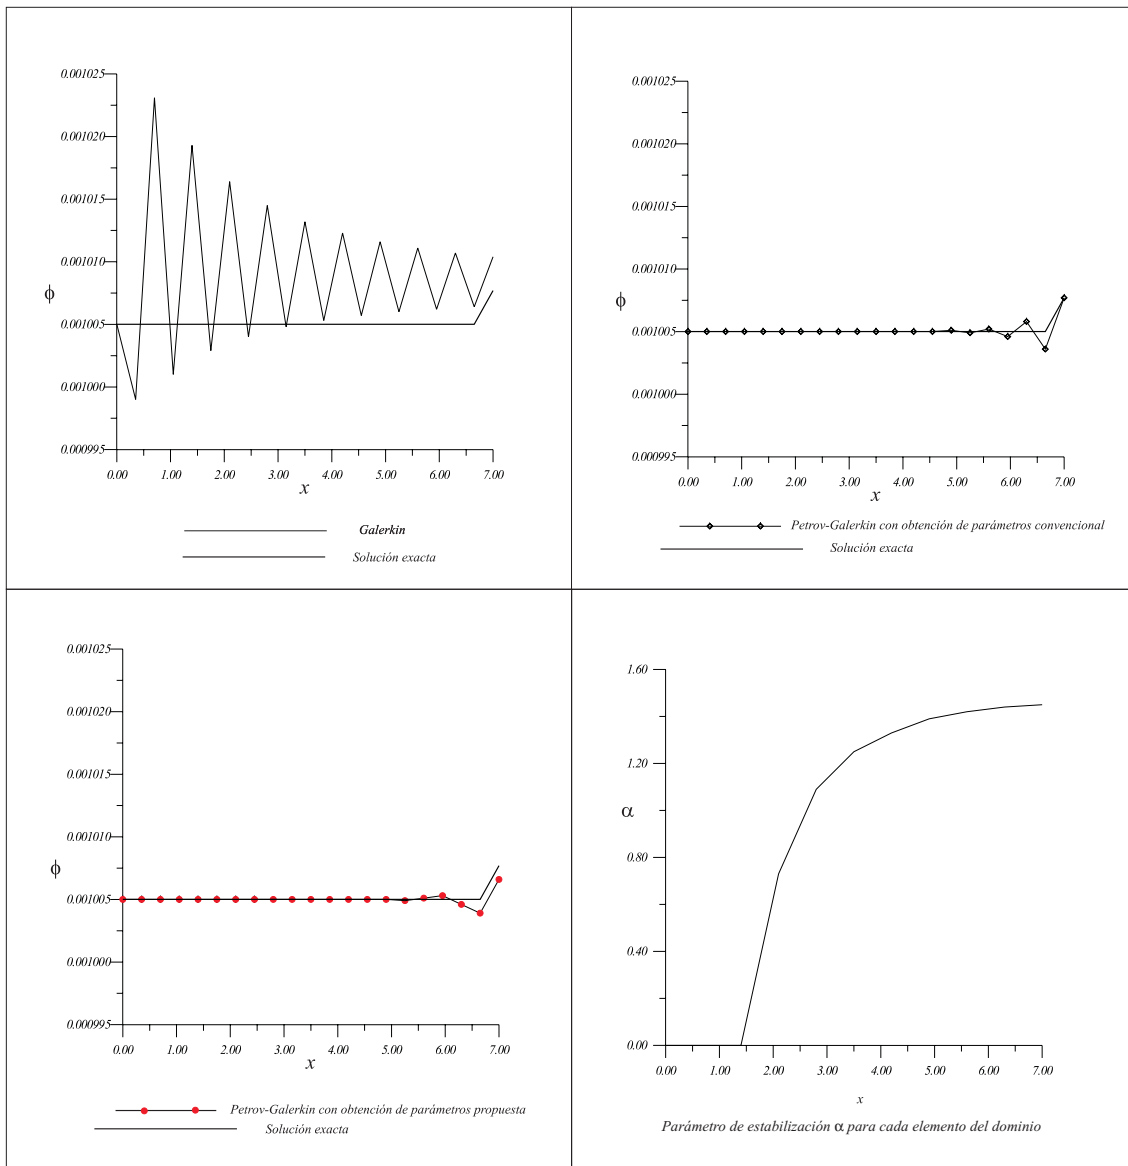 0.001025
0.001020
0.001015
0.001010
ϕ
0.001005
0.001000
0.000995
0.00 1.00 2.00 3.00 4.00 5.00 6.00 7.00
x
Galerkin
Solución exacta
0.001025
0.001020
0.001015
0.001010
ϕ
0.001005
0.001000
0.000995
0.00 1.00 2.00 3.00 4.00 5.00 6.00 7.00
x
Petrov-Galerkin con obtención de parámetros convencional
Solución exacta
0.001025
0.001020
0.001015
0.001010
ϕ
0.001005
0.001000
0.000995
0.00 1.00 2.00 3.00 4.00 5.00 6.00 7.00
x
Petrov-Galerkin con obtención de parámetros propuesta
Solución exacta
1.60
1.20
α
0.80
0.40
0.00
0.00 1.00 2.00 3.00 4.00 5.00 6.00 7.00
x
Parámetro de estabilización α para cada elemento del dominio